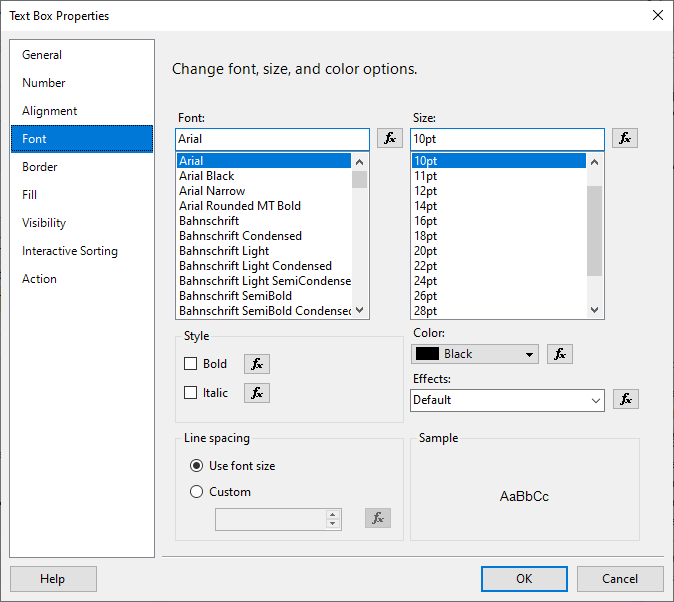 Text Box Properties
General
Number
Alignment
Font
Border
Fill
Visibility
Interactive Sorting
Action
Change font, size, and color options.
Font:
Arial
fx
Arial
Arial Black
Arial Narrow
Arial Rounded MT Bold
Bahnschrift
Bahnschrift Condensed
Bahnschrift Light
Bahnschrift Light Condensed
Bahnschrift Light SemiCondense
Bahnschrift SemiBold
Bahnschrift SemiBold Condensed
Size:
10pt
fx
10pt
11pt
12pt
14pt
16pt
18pt
20pt
22pt
24pt
26pt
28pt
Style
Bold
fx
Italic
fx
Color:
Black
fx
Effects:
Default
fx
Line spacing
Use font size
Custom
fx
Sample
AaBbCc
Help
OK
Cancel